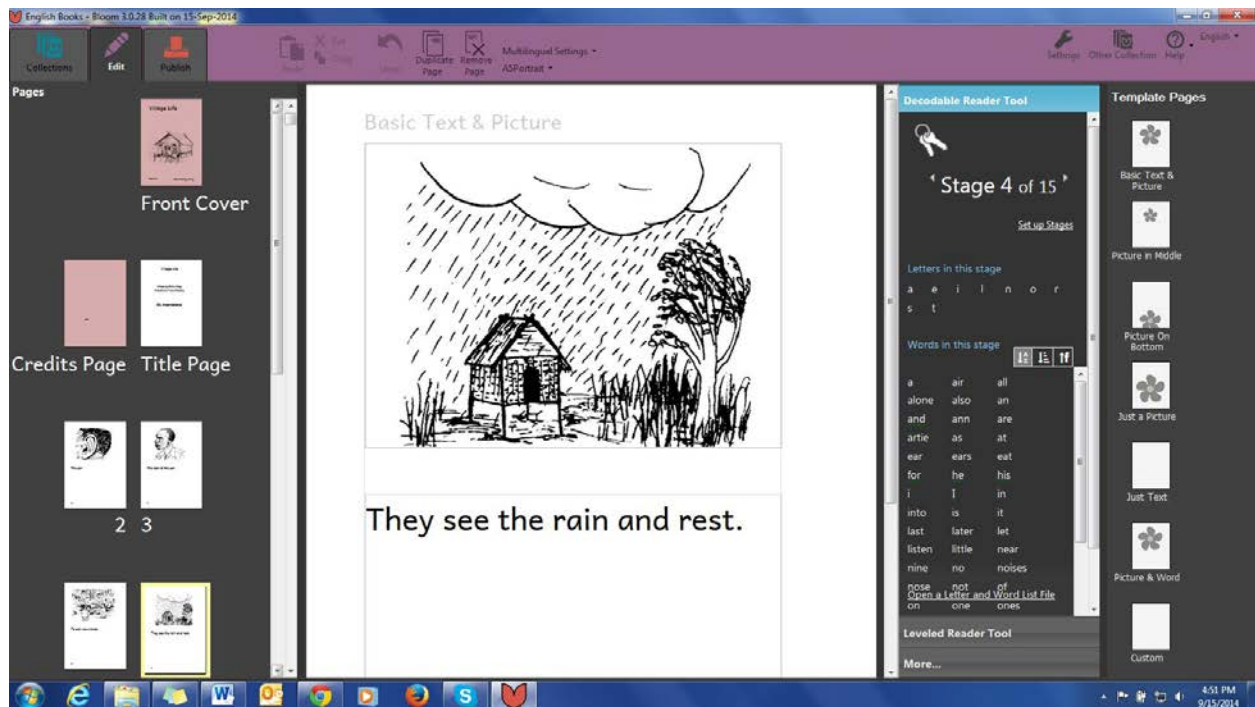 English Books - Bloom 3.0.28 Built on 15-Sep-2014
Collections
Edit
Publish
Paste
Cut
Copy
Undo
Duplicate Page
Remove Page
Multilingual Settings
A5Portrait
Settings
Other Collection
Help
English
Pages
Village Life
Front Cover
Credits Page Title Page
2 3
Basic Text & Picture
They see the rain and rest.
Decodable Reader Tool
Stage 4 of 15
Set up Stages
Letters in this stage
a e i l n o r
s t
Words in this stage
a air all
alone also an
and ann are
artie as at
ear ears eat
for he his
i I in
into is it
last later let
listen little near
nine no noises
nose not of
Open a Letter and Word List File
on one ones
Leveled Reader Tool
More...
Template Pages
Basic Text &
Picture
Picture in Middle
Picture On
Bottom
Just a Picture
Just Text
Picture & Word
Custom
4:51 PM
9/15/2014